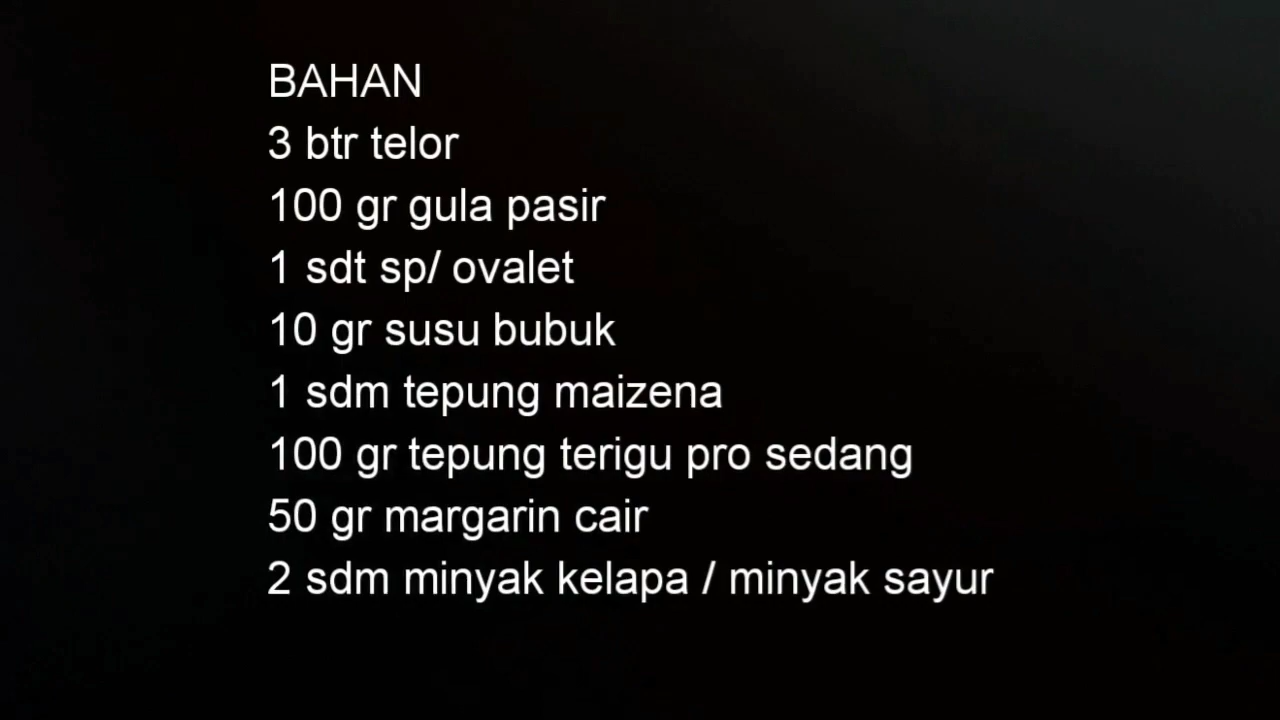 BAHAN
3 btr telor
100 gr gula pasir
1 sdt sp/ ovalet
10 gr susu bubuk
1 sdm tepung maizena
100 gr tepung terigu pro sedang
50 gr margarin cair
2 sdm minyak kelapa / minyak sayur